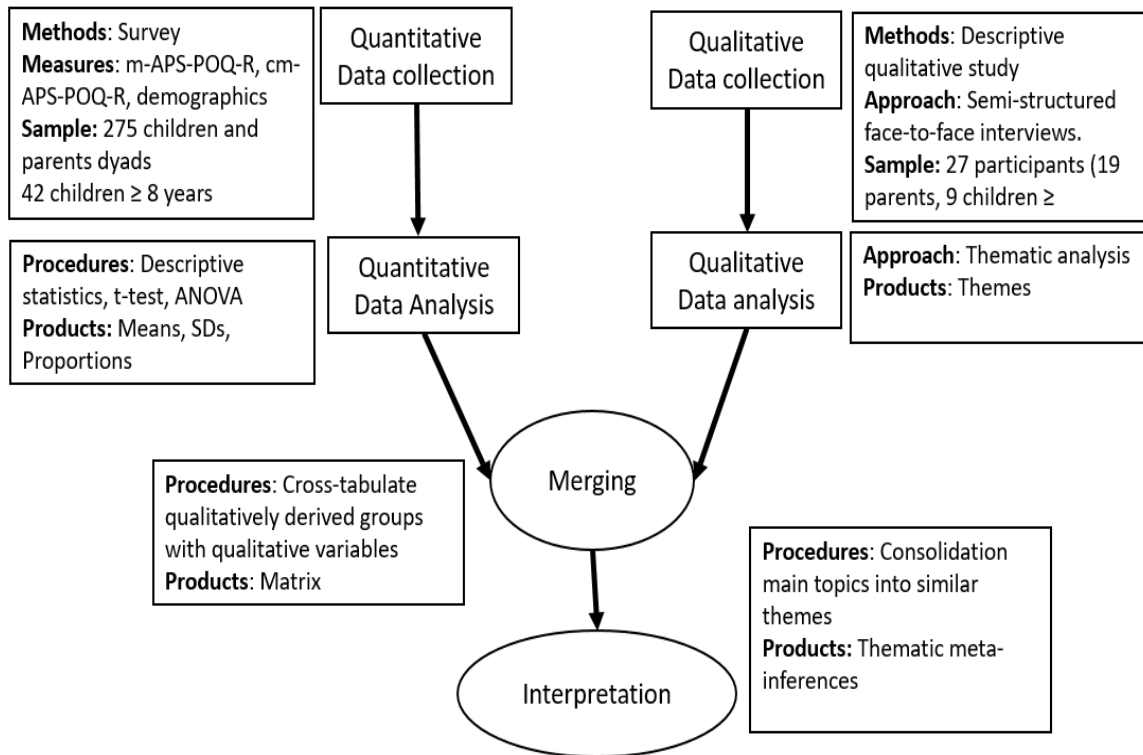 Methods: Survey
Measures: m-APS-POQ-R, cm-
APS-POQ-R, demographics
Sample: 275 children and
parents dyads
42 children ≥ 8 years
Quantitative
Data collection
Qualitative
Data collection
Methods: Descriptive
qualitative study
Approach: Semi-structured
face-to-face interviews.
Sample: 27 participants (19
parents, 9 children ≥
Procedures: Descriptive
statistics, t-test, ANOVA
Products: Means, SDs,
Proportions
Quantitative
Data Analysis
Qualitative
Data analysis
Approach: Thematic analysis
Products: Themes
Merging
Procedures: Cross-tabulate
qualitatively derived groups
with qualitative variables
Products: Matrix
Procedures: Consolidation
main topics into similar
themes
Products: Thematic meta-
inferences
Interpretation